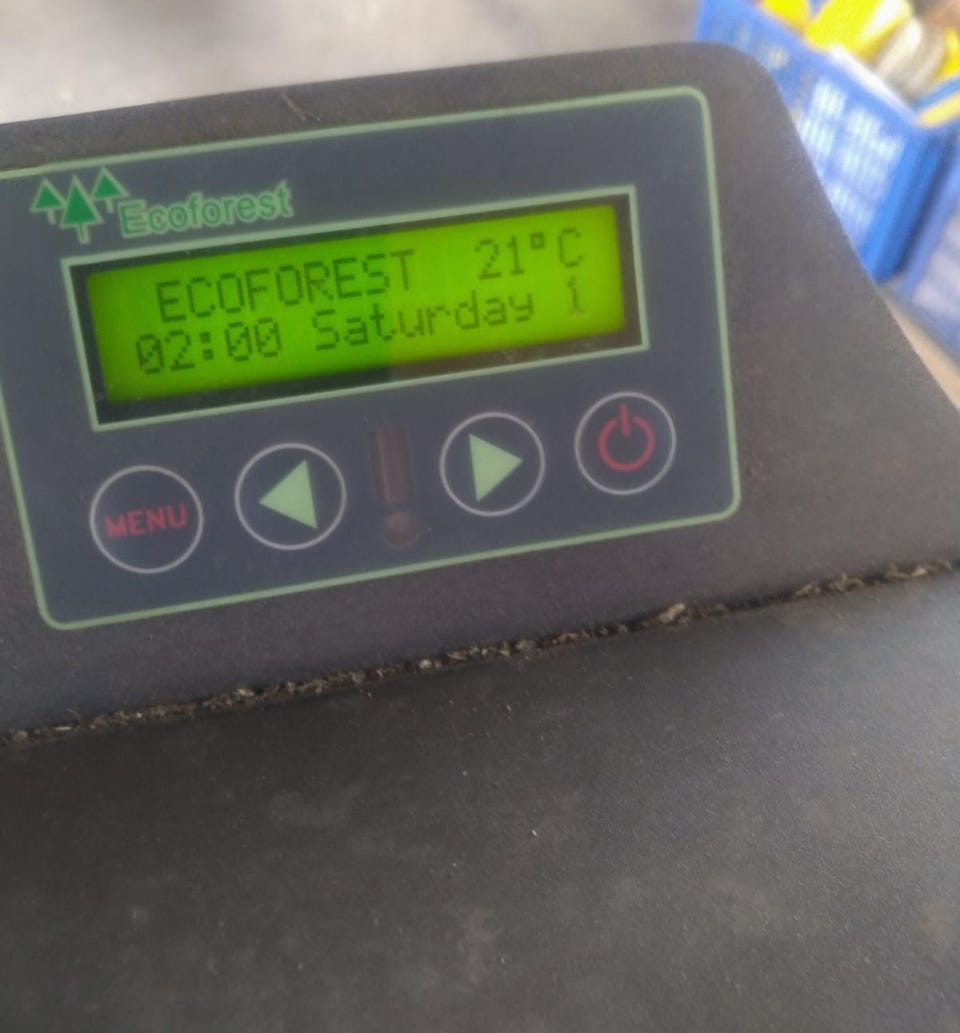 Ecoforest
ECOFOREST 21°C
02:00 Saturday 1
MENU